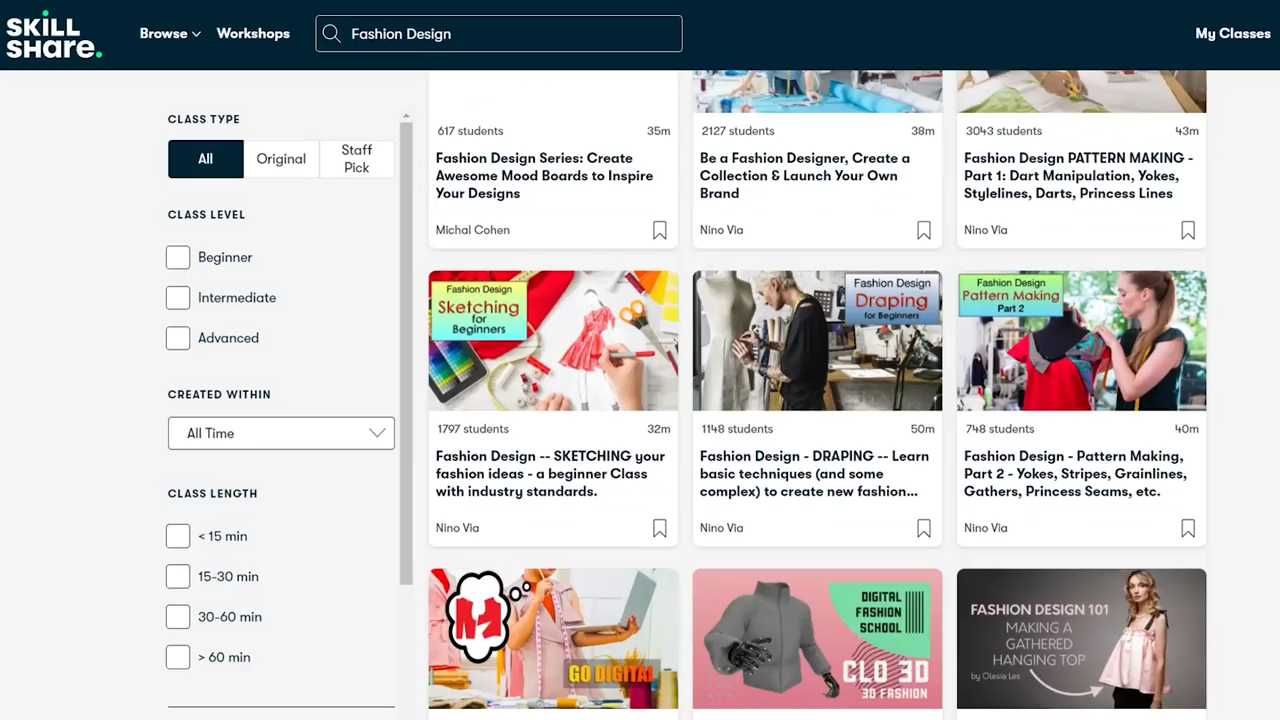 SKILL
SHARE.
Browse
Workshops
Fashion Design
My Classes
CLASS TYPE
All
Original
Staff
Pick
CLASS LEVEL
Beginner
Intermediate
Advanced
CREATED WITHIN
All Time
CLASS LENGTH
< 15 min
15-30 min
30-60 min
> 60 min
617 students
35m
Fashion Design Series: Create
Awesome Mood Boards to Inspire
Your Designs
Michal Cohen
2127 students
38m
Be a Fashion Designer, Create a
Collection & Launch Your Own
Brand
Nino Via
3043 students
43m
Fashion Design PATTERN MAKING -
Part 1: Dart Manipulation, Yokes,
Stylelines, Darts, Princess Lines
Nino Via
Fashion Design
Sketching
for
Beginners
1797 students
32m
Fashion Design -- SKETCHING your
fashion ideas - a beginner Class
with industry standards.
Nino Via
Fashion Design
Draping
for Beginners
1148 students
50m
Fashion Design - DRAPING -- Learn
basic techniques (and some
complex) to create new fashion...
Nino Via
Fashion Design
Pattern Making
Part 2
748 students
40m
Fashion Design - Pattern Making,
Part 2 - Yokes, Stripes, Grainlines,
Gathers, Princess Seams, etc.
Nino Via
GO DIGITAL
DIGITAL
FASHION
SCHOOL
CLO 3D
3D FASHION
FASHION DESIGN 101
MAKING A
GATHERED
HANGING TOP
by Olesia Les